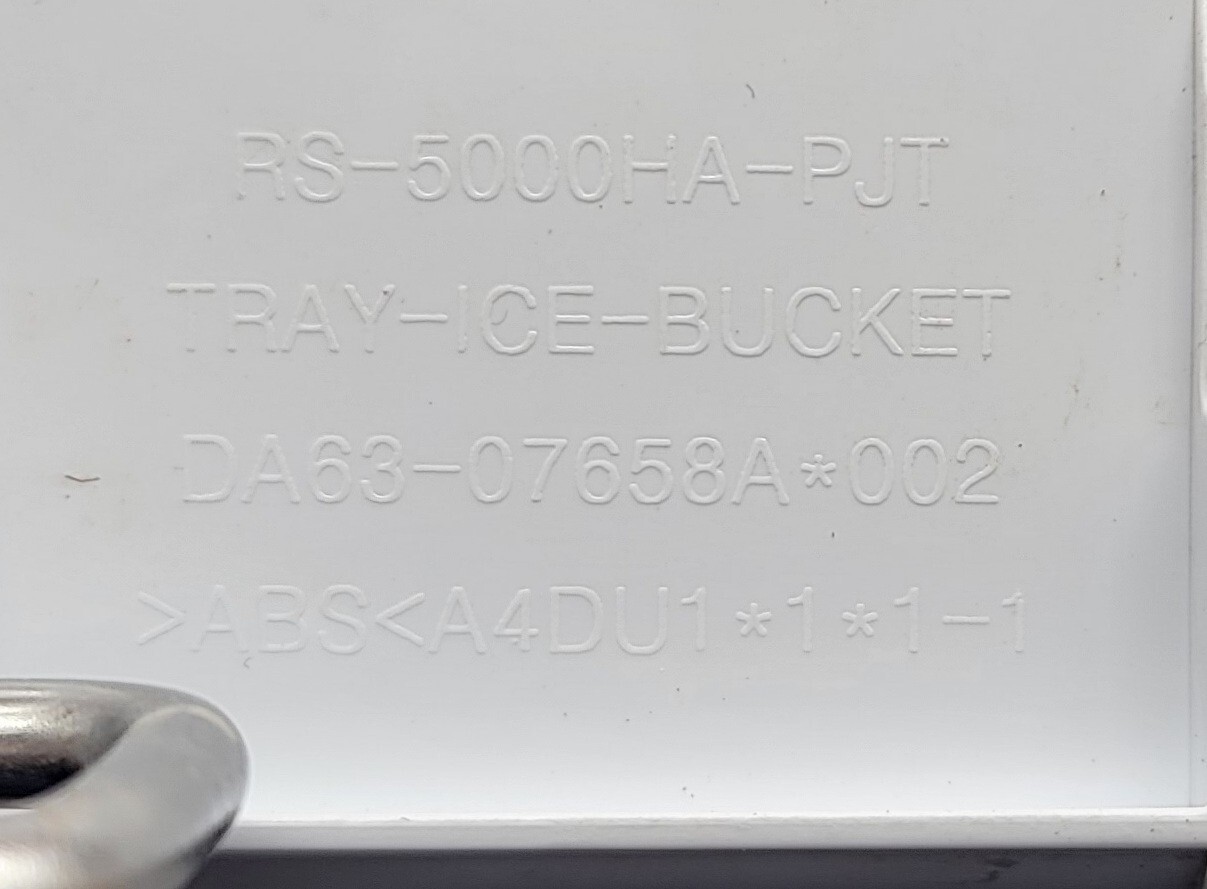 RS-5000HA-PJT
TRAY-ICE-BUCKET
DA63-07658A*002
>ABS<A4DU1*1*1-1